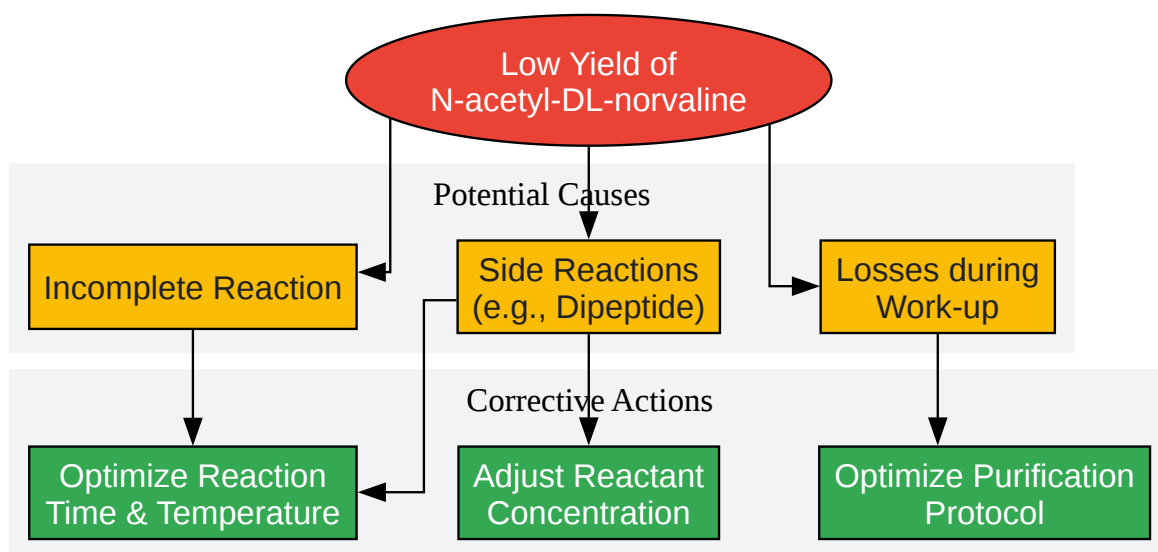 Low Yield of
N-acetyl-DL-norvaline
Potential Causes
Incomplete Reaction
Side Reactions
(e.g., Dipeptide)
Losses during
Work-up
Corrective Actions
Optimize Reaction
Time & Temperature
Adjust Reactant
Concentration
Optimize Purification
Protocol